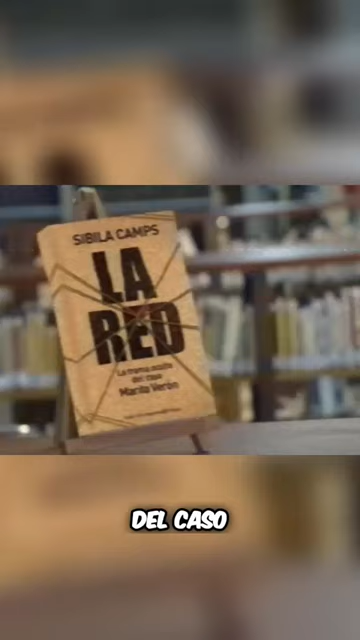 SIBILA CAMPS
LA
RED
La trama oculta
del caso
Marita Verón
DEL CASO